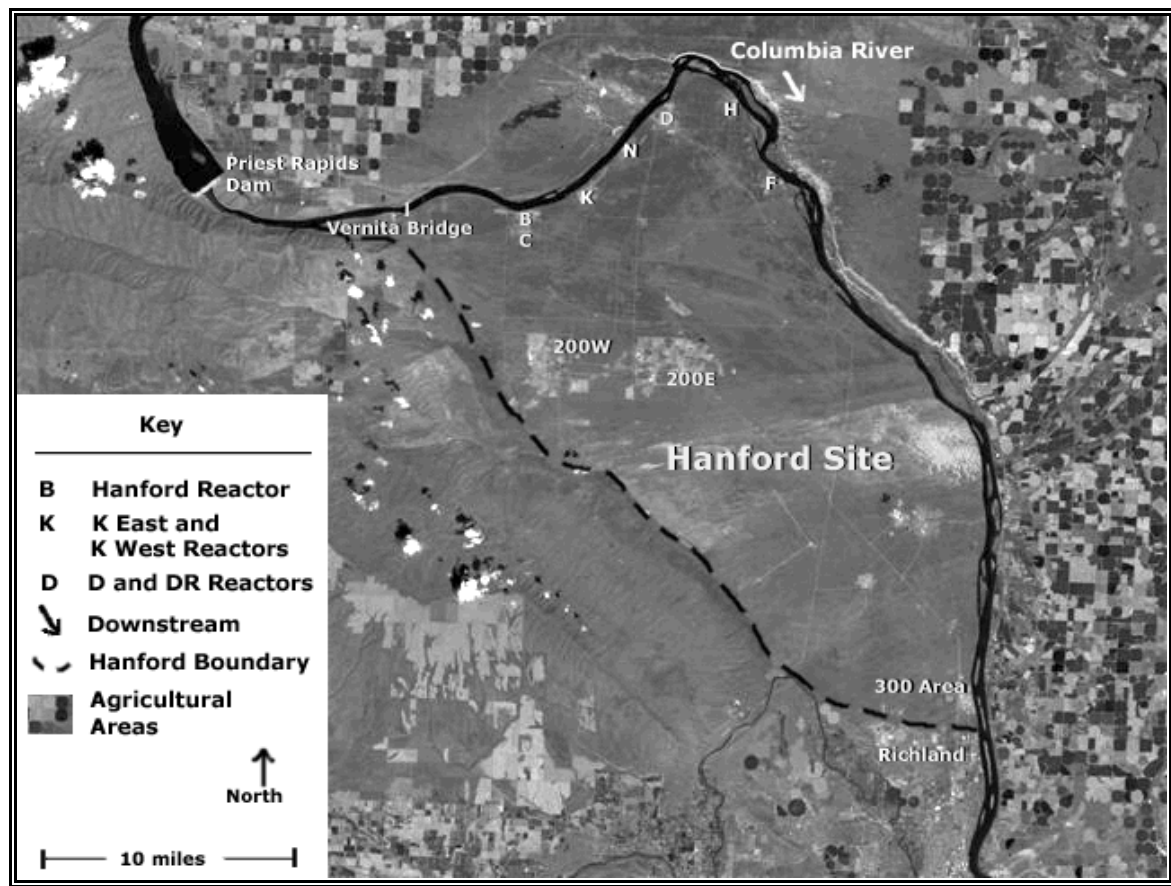 Columbia River
Priest Rapids
Dam
H
D
N
F
K
B
C
Vernita Bridge
200W
200E
Hanford Site
300 Area
Richland
Key
B Hanford Reactor
K K East and
K West Reactors
D D and DR Reactors
Downstream
Hanford Boundary
Agricultural
Areas
North
10 miles